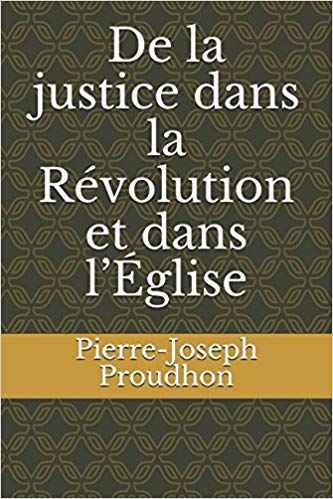 De la
justice dans
la
Révolution
et dans
l’Église
Pierre-Joseph
Proudhon